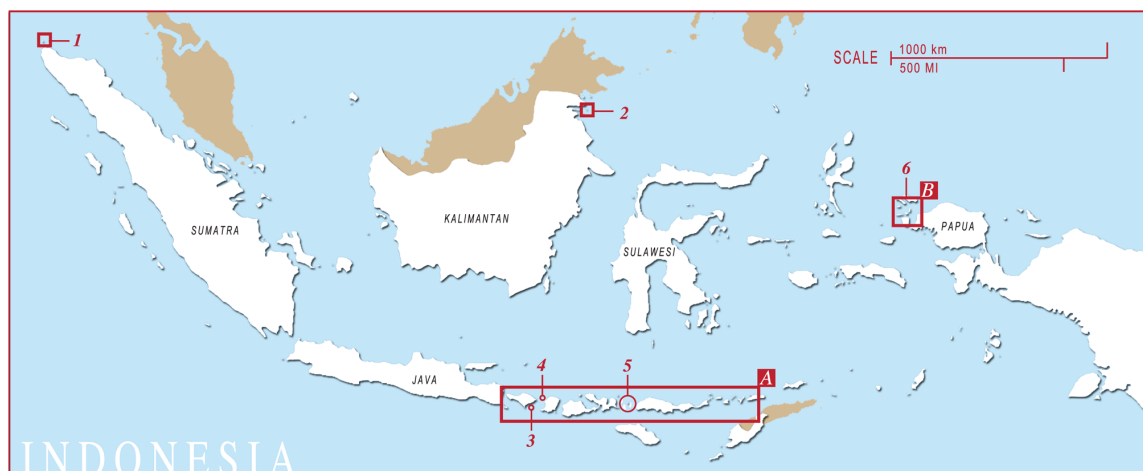 1
2
SCALE
1000 km
500 MI
6
B
KALIMANTAN
SUMATRA
PAPUA
SULAWESI
4
5
A
JAVA
3
INDONESIA